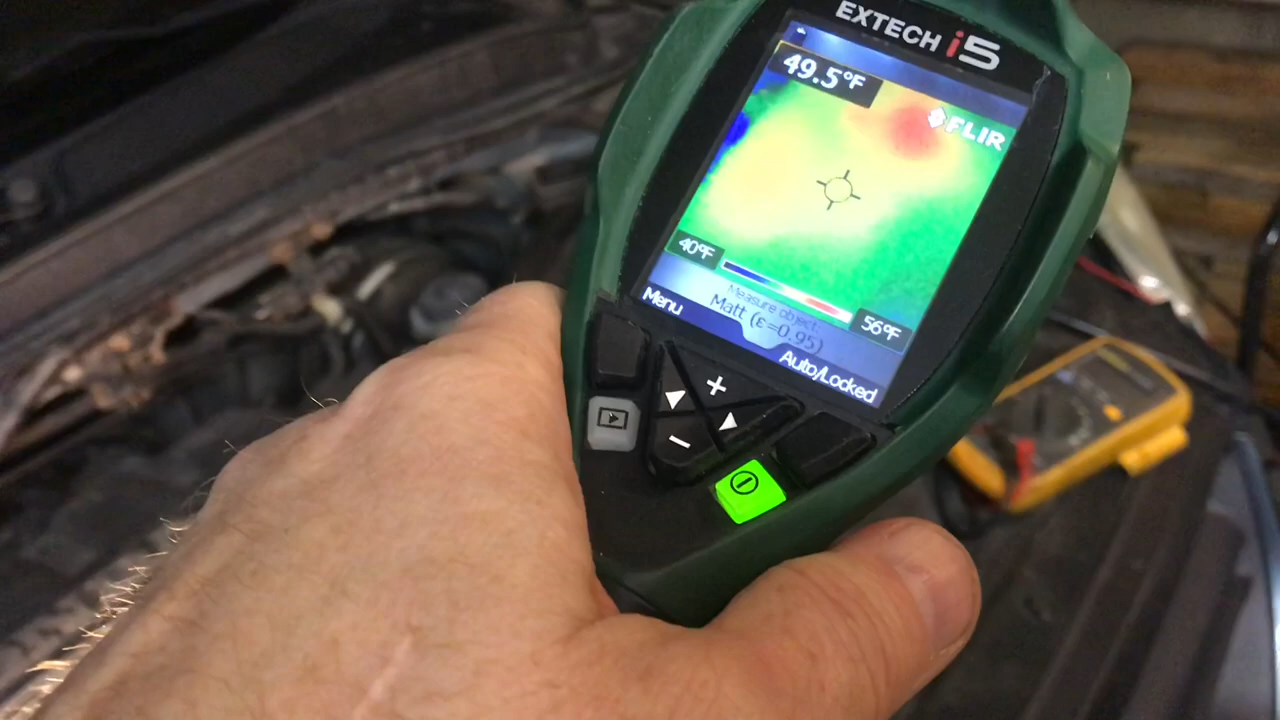 EXTECH i5
49.5°F
FLIR
40°F
56°F
Measure object:
Matt (ε=0.95)
Menu
Auto/Locked
+
-